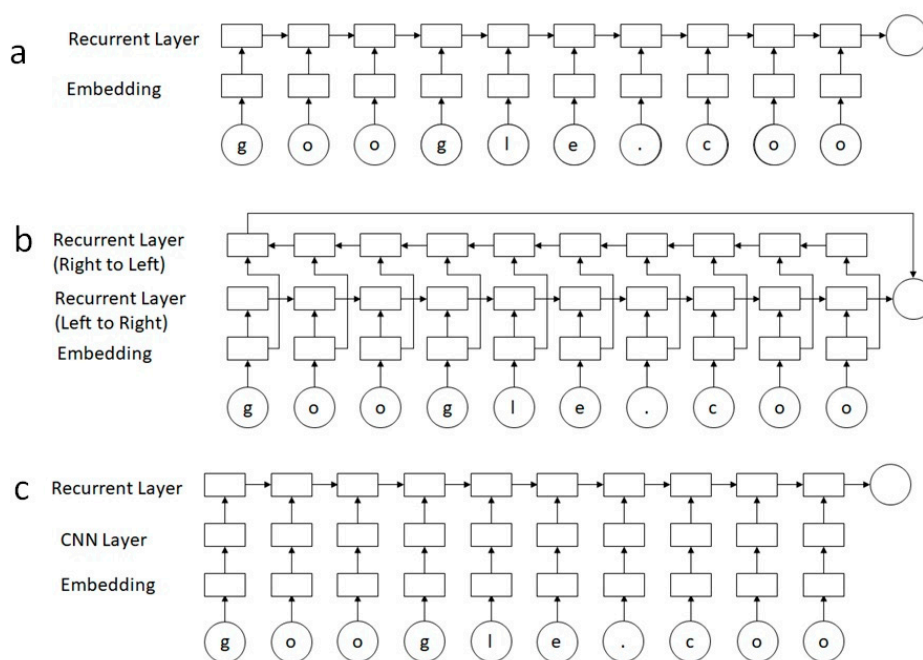 a
Recurrent Layer
Embedding
g o o g l e . c o o
b
Recurrent Layer
(Right to Left)
Recurrent Layer
(Left to Right)
Embedding
g o o g l e . c o o
c
Recurrent Layer
CNN Layer
Embedding
g o o g l e . c o o